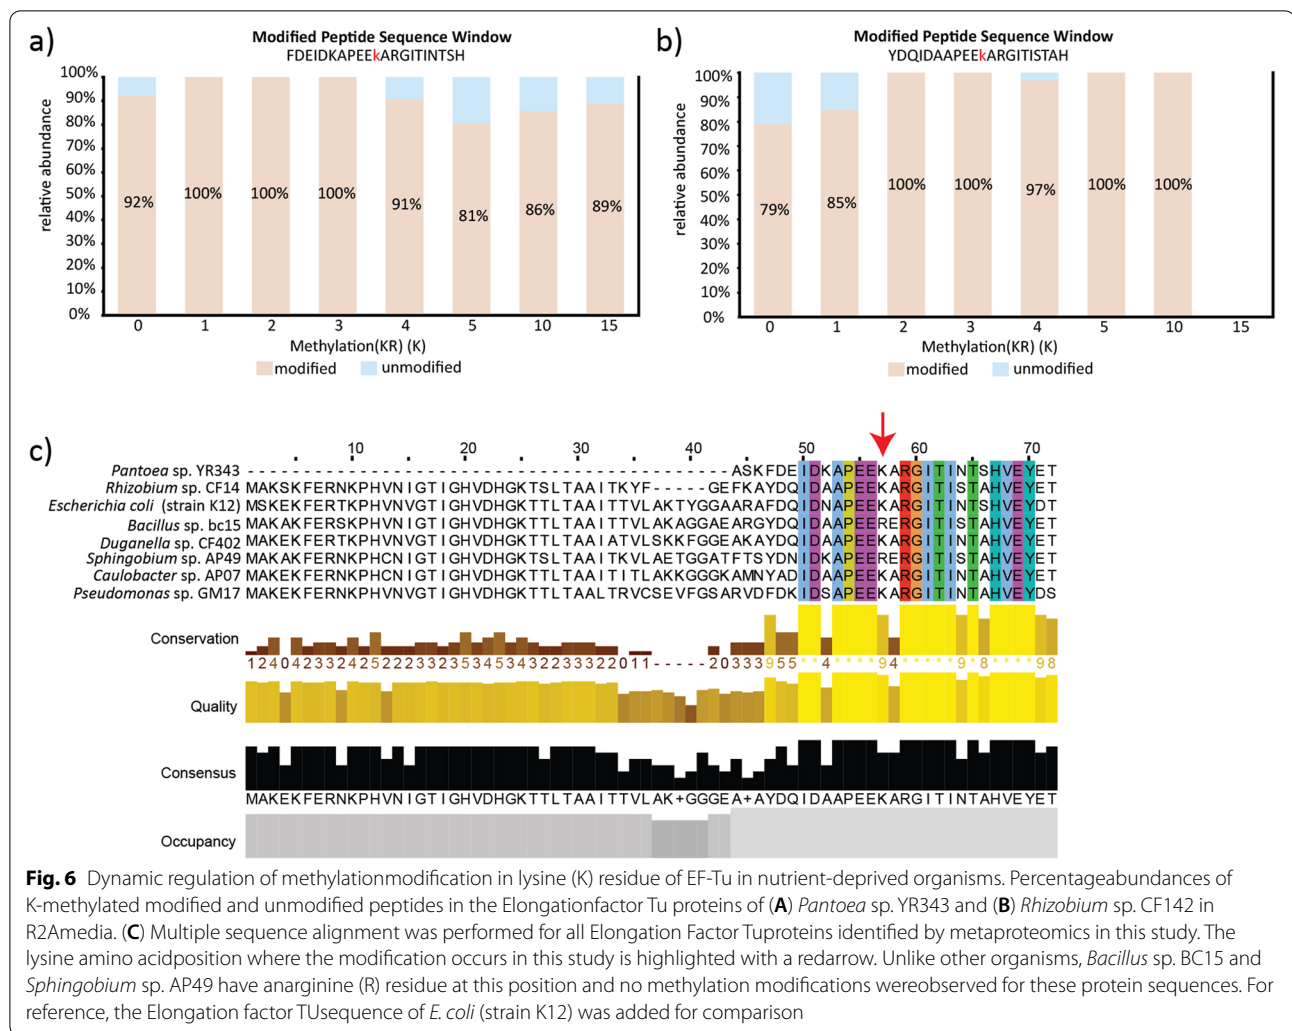 a)
Modified Peptide Sequence Window
FDEIDKAPEEkARGITINTSH
relative abundance
100%
90%
80%
70%
60%
50%
40%
30%
20%
10%
0%
92% 100% 100% 100% 91% 81% 86% 89%
0 1 2 3 4 5 10 15
Methylation(KR) (K)
modified unmodified
b)
Modified Peptide Sequence Window
YDQIDAAPEEkARGITISTAH
relative abundance
100%
90%
80%
70%
60%
50%
40%
30%
20%
10%
0%
79% 85% 100% 100% 97% 100% 100%
0 1 2 3 4 5 10 15
Methylation(KR) (K)
modified unmodified
c)
10 20 30 40 50 60 70
Pantoea sp. YR343 - - - - - - - - - - - - - - - - - - - - - - - - - - - - - - - - - - - - - - - - - - - ASKFDEIDKAPEEKARGITINTSHVEYET
Rhizobium sp. CF14 MAKSKFERNKPHVNIGTIGHVDHGKTSLTAAITKYF-----GEFKAYDQIDAAPEEKARGITISTAHVEYET
Escherichia coli (strain K12) MSKEKFERTKPHVNVGTIGHVDHGKTTLTAAITTVLAKTYGGAARAFDQIDNAPEEKARGITINTSHVEYDT
Bacillus sp. bc15 MAKAKFERSKPHVNIGTIGHVDHGKTTLTAAITTVLAKAGGAEARGYDQIDAAPEERERGITISTAHVEYET
Duganella sp. CF402 MAKEKFERTKPHVNVGTIGHVDHGKTTLTAAIATVLSKKFGGEAKAYDQIDAAPEEKARGITINTAHVEYET
Sphingobium sp. AP49 MAKAKFERNKPHCNIGTIGHVDHGKTSLTAAITKVLAETGGATFTSYDNIDKAPEERERGITISTAHVEYET
Caulobacter sp. AP07 MAKEKFERNKPHCNIGTIGHVDHGKTTLTAAITITLAKKGGGKAMNYADIDAAPEEKARGITINTAHVEYET
Pseudomonas sp. GM17 MAKEKFERNKPHVNVGTIGHVDHGKTTLTAALTRVCSEVFGSARVDFDKIDSAPEEKARGITINTAHVEYDS
Conservation
Quality
Consensus
MAKEKFERNKPHVNIGTIGHVDHGKTTLTAAITTVLAK+GGGEA+AYDQIDAAPEEKARGITINTAHVEYET
Occupancy
Fig. 6 Dynamic regulation of methylationmodification in lysine (K) residue of EF-Tu in nutrient-deprived organisms. Percentageabundances of
K-methylated modified and unmodified peptides in the Elongationfactor Tu proteins of (A) Pantoea sp. YR343 and (B) Rhizobium sp. CF142 in
R2Amedia. (C) Multiple sequence alignment was performed for all Elongation Factor Tuproteins identified by metaproteomics in this study. The
lysine amino acidposition where the modification occurs in this study is highlighted with a redarrow. Unlike other organisms, Bacillus sp. BC15 and
Sphingobium sp. AP49 have anarginine (R) residue at this position and no methylation modifications wereobserved for these protein sequences. For
reference, the Elongation factor TUsequence of E. coli (strain K12) was added for comparison